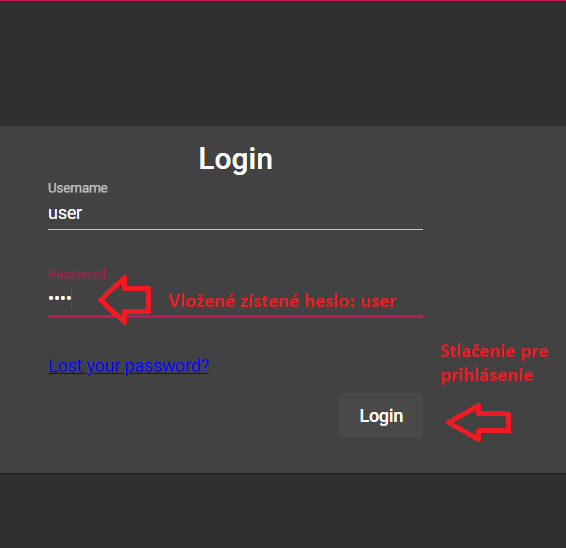 Login
Username
user
Password
••••
Vložené zistené heslo: user
Lost your password?
Stlačenie pre
prihlásenie
Login